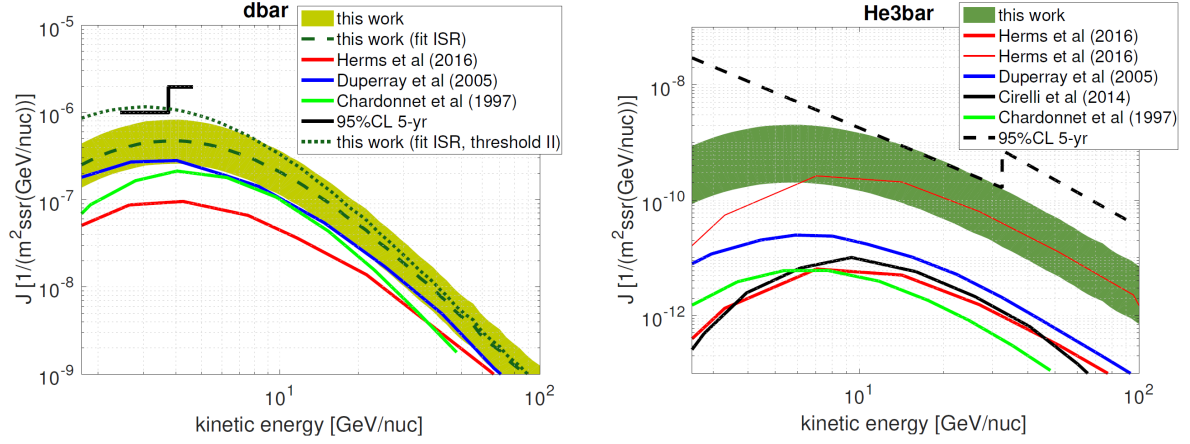 dbar
this work
this work (fit ISR)
Herms et al (2016)
Duperray et al (2005)
Chardonnet et al (1997)
95%CL 5-yr
this work (fit ISR, threshold II)
10^-5
10^-6
10^-7
10^-8
10^-9
J [1/(m^2ssr(GeV/nuc))]
10^1
10^2
kinetic energy [GeV/nuc]
He3bar
this work
Herms et al (2016)
Herms et al (2016)
Duperray et al (2005)
Cirelli et al (2014)
Chardonnet et al (1997)
95%CL 5-yr
10^-8
10^-10
10^-12
J [1/(m^2ssr(GeV/nuc))]
10^1
10^2
kinetic energy [GeV/nuc]